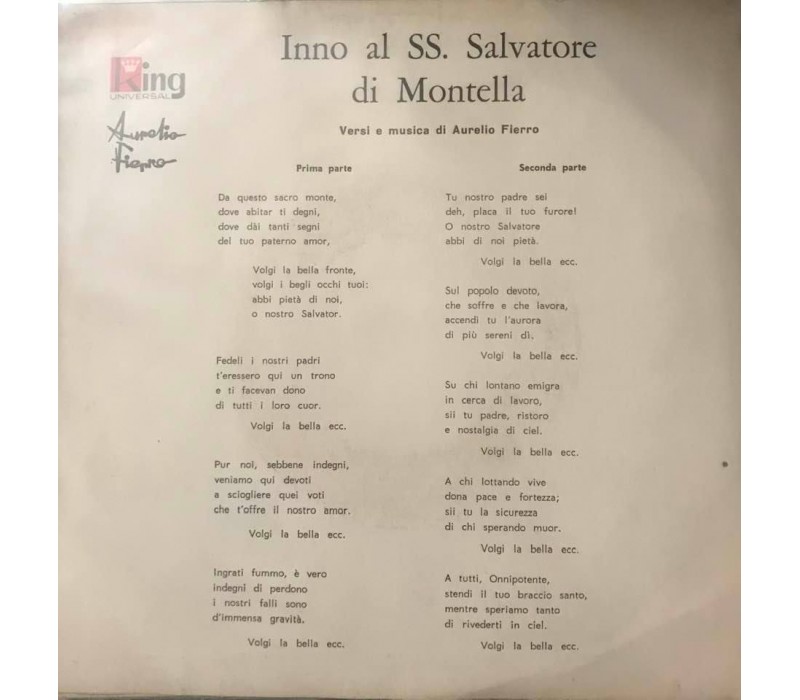 King
UNIVERSAL
Aurelio
Fierro
Inno al SS. Salvatore
di Montella
Versi e musica di Aurelio Fierro
Prima parte
Da questo sacro monte,
dove abitar ti degni,
dove dài tanti segni
del tuo paterno amor,
Volgi la bella fronte,
volgi i begli occhi tuoi:
abbi pietà di noi,
o nostro Salvator.
Fedeli i nostri padri
t'eressero qui un trono
e ti facevan dono
di tutti i loro cuor.
Volgi la bella ecc.
Pur noi, sebbene indegni,
veniamo qui devoti
a sciogliere quei voti
che t'offre il nostro amor.
Volgi la bella ecc.
Ingrati fummo, è vero
indegni di perdono
i nostri falli sono
d'immensa gravità.
Volgi la bella ecc.
Seconda parte
Tu nostro padre sei
deh, placa il tuo furore!
O nostro Salvatore
abbi di noi pietà.
Volgi la bella ecc.
Sul popolo devoto,
che soffre e che lavora,
accendi tu l'aurora
di più sereni dì.
Volgi la bella ecc.
Su chi lontano emigra
in cerca di lavoro,
sii tu padre, ristoro
e nostalgia di ciel.
Volgi la bella ecc.
A chi lottando vive
dona pace e fortezza;
sii tu la sicurezza
di chi sperando muor.
Volgi la bella ecc.
A tutti, Onnipotente,
stendi il tuo braccio santo,
mentre speriamo tanto
di rivederti in ciel.
Volgi la bella ecc.